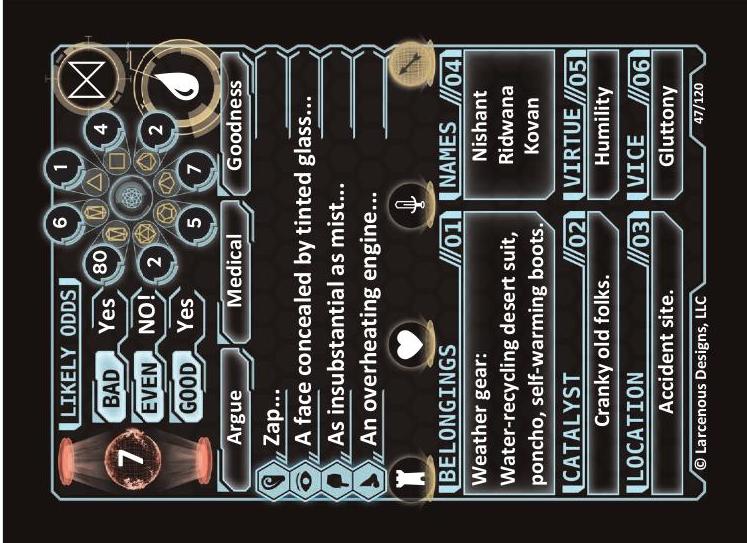 7
LIKELY ODDS
BAD Yes
EVEN NO!
GOOD Yes
1
4
2
7
5
2
80
6
Argue
Medical
Goodness
Zap...
A face concealed by tinted glass...
As insubstantial as mist...
An overheating engine...
BELONGINGS ///01
Weather gear:
Water-recycling desert suit,
poncho, self-warming boots.
CATALYST ///02
Cranky old folks.
LOCATION ///03
Accident site.
NAMES ///04
Nishant
Ridwana
Kovan
VIRTUE ///05
Humility
VICE ///06
Gluttony
© Larcenous Designs, LLC
47/120